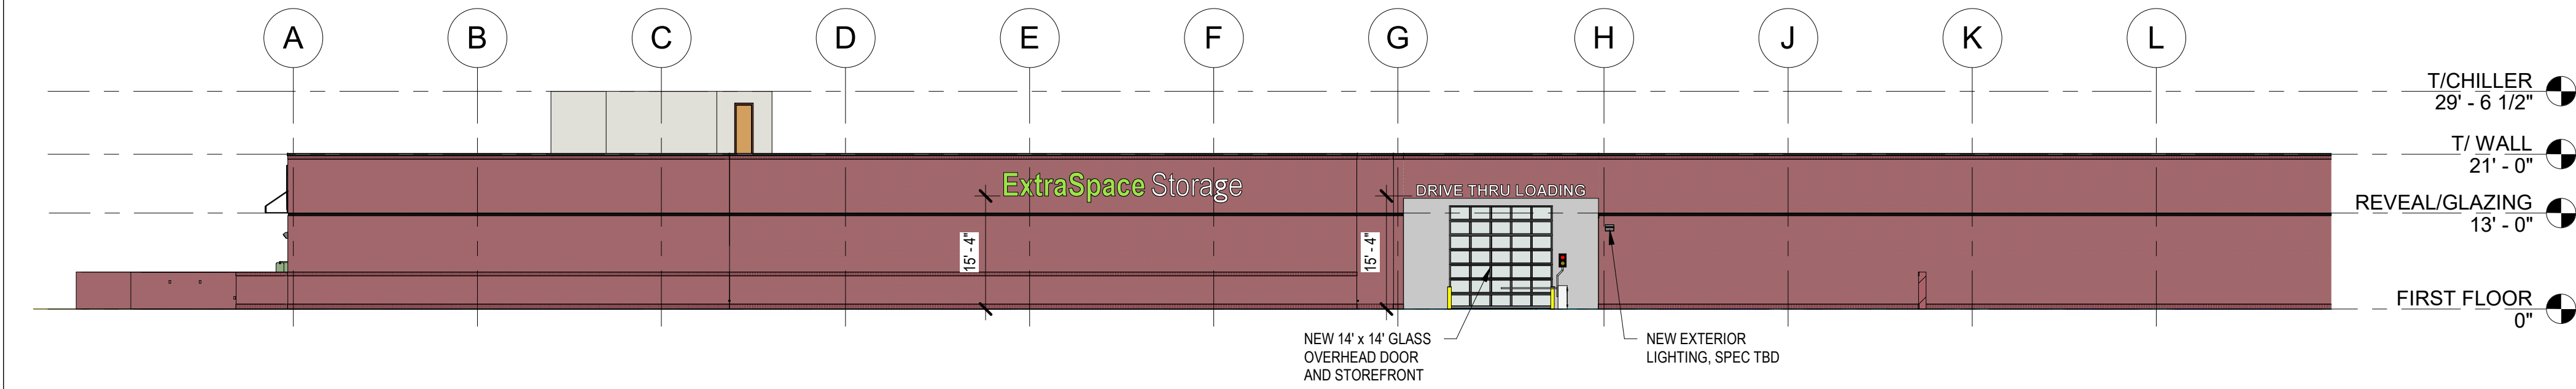 A B C D E F G H J K L
T/CHILLER
29' - 6 1/2"
T/ WALL
21' - 0"
ExtraSpace Storage
DRIVE THRU LOADING
REVEAL/GLAZING
13' - 0"
15' - 4"
15' - 4"
FIRST FLOOR
0"
NEW 14' x 14' GLASS
OVERHEAD DOOR
AND STOREFRONT
NEW EXTERIOR
LIGHTING, SPEC TBD